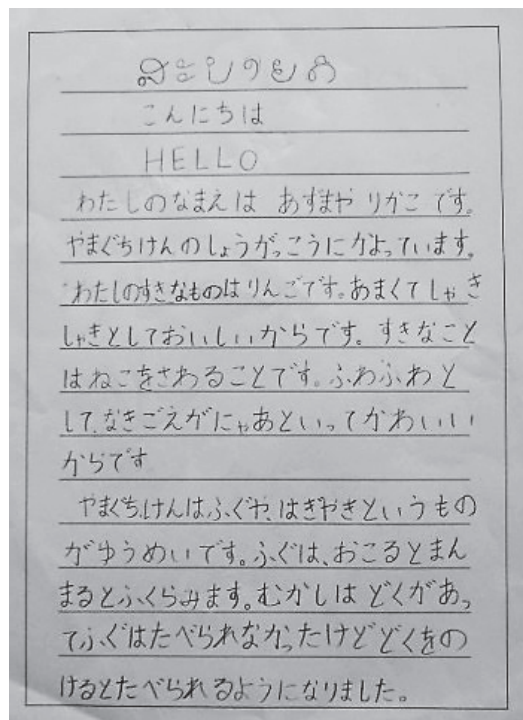 ສະບາຍດີ
こんにちは
HELLO
わたしのなまえは あずまや りかこ です。
やまぐちけんのしょうがっこうにかよっています。
わたしのすきなものはりんごです。あまくてしゃき
しゃきとしておいしいからです。すきなこと
はねこをさわることです。ふわふわと
して、なきごえがにゃあといってかわいい
からです
やまぐちけんはふぐや、はぎやきというもの
がゆうめいです。ふぐは、おこるとまん
まるとふくらみます。むかしは どくがあっ
てふぐはたべられなかったけどどくをの
けるとたべられるようになりました。